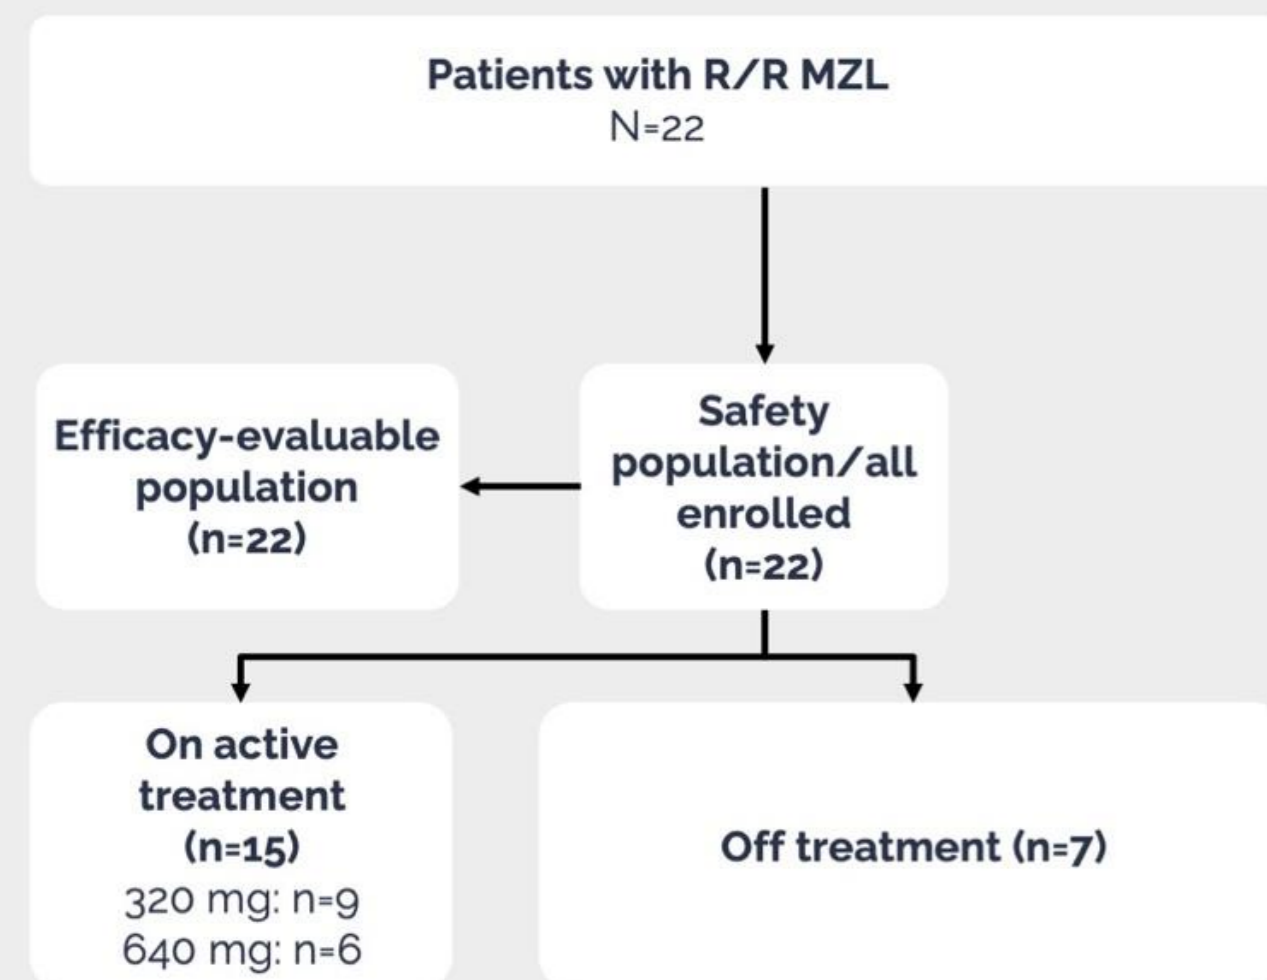 Patients with R/R MZL
N=22
Efficacy-evaluable
population
(n=22)
Safety
population/all
enrolled
(n=22)
On active
treatment
(n=15)
320 mg: n=9
640 mg: n=6
Off treatment (n=7)